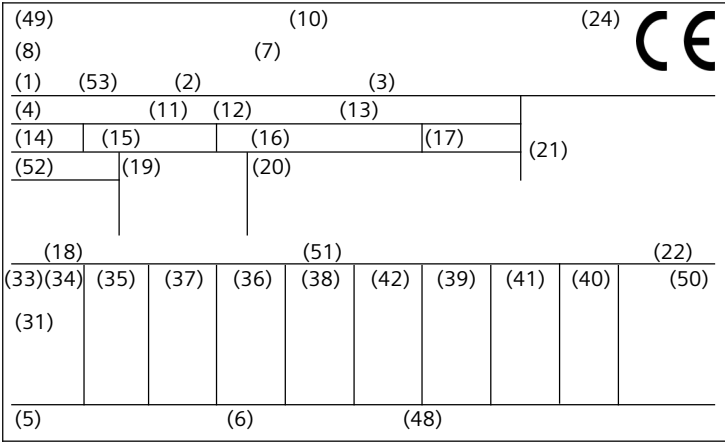 (49) (10) (24) CE
(8) (7)
(1) (53) (2) (3)
(4) (11) (12) (13)
(14) (15) (16) (17)
(21)
(52) (19) (20)
(18) (51) (22)
(33)(34) (35) (37) (36) (38) (42) (39) (41) (40) (50)
(31)
(5) (6) (48)